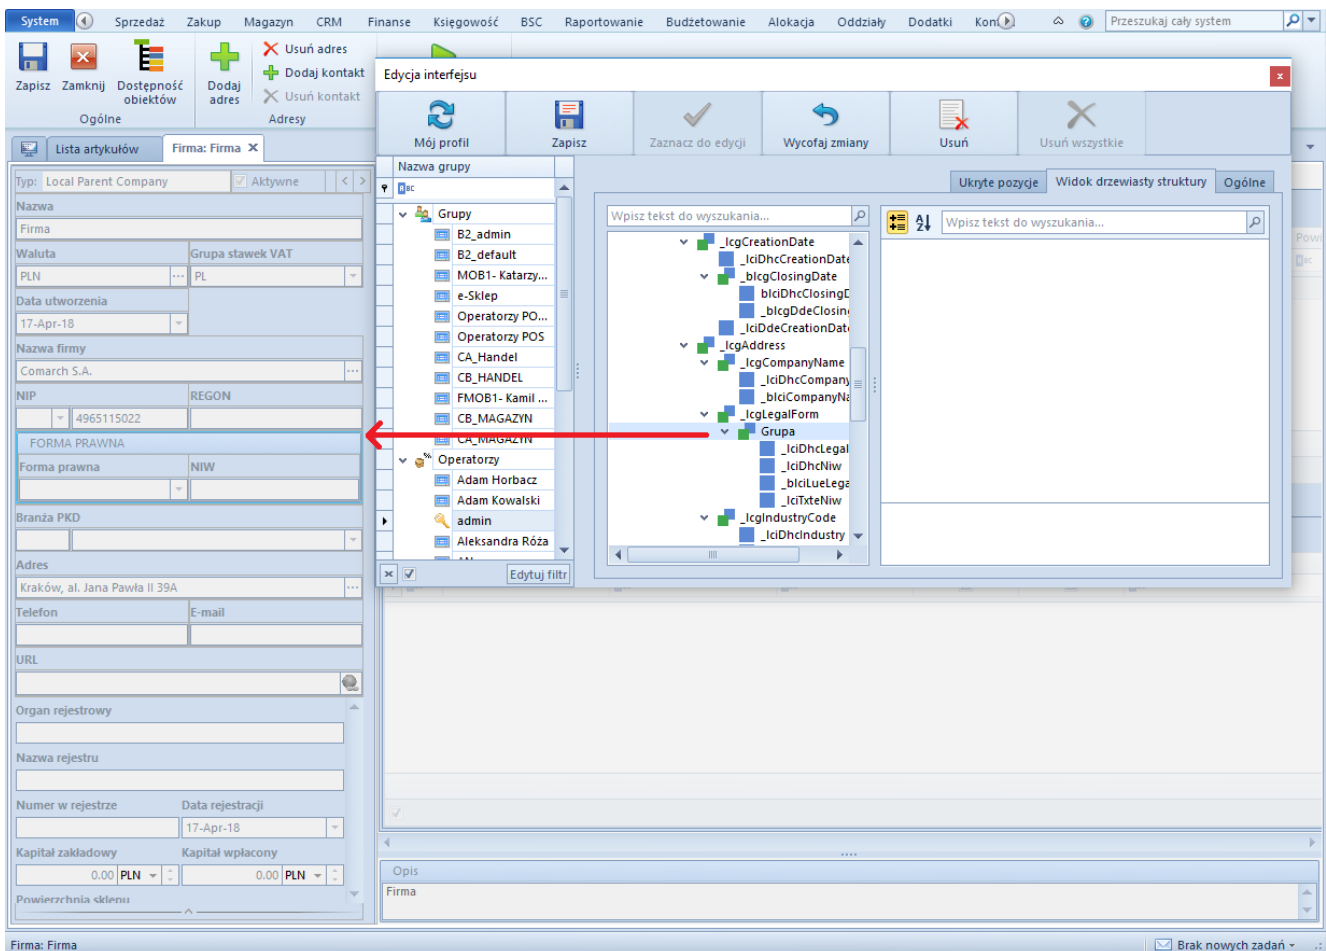 System Sprzedaż Zakup Magazyn CRM Finanse Księgowość BSC Raportowanie Budżetowanie Alokacja Oddziały Dodatki Kon Przeszukaj cały system
Zapisz Zamknij Dostępność obiektów Dodaj adres
Usuń adres
Dodaj kontakt
Usuń kontakt
Ogólne Adresy
Lista artykułów Firma: Firma
Typ: Local Parent Company Aktywne
Nazwa
Firma
Waluta Grupa stawek VAT
PLN PL
Data utworzenia
17-Apr-18
Nazwa firmy
Comarch S.A.
NIP REGON
4965115022
FORMA PRAWNA
Forma prawna NIW
Branża PKD
Adres
Kraków, al. Jana Pawła II 39A
Telefon E-mail
URL
Organ rejestrowy
Nazwa rejestru
Numer w rejestrze Data rejestracji
17-Apr-18
Kapitał zakładowy Kapitał wpłacony
0.00 PLN 0.00 PLN
Powierzchnia sklepu
Edycja interfejsu
Mój profil Zapisz Zaznacz do edycji Wycofaj zmiany Usuń Usuń wszystkie
Nazwa grupy
Grupy
B2_admin
B2_default
MOB1- Katarzy...
e-Sklep
Operatorzy PO...
Operatorzy POS
CA_Handel
CB_HANDEL
FMOB1- Kamil ...
CB_MAGAZYN
CA_MAGAZYN
Operatorzy
Adam Horbacz
Adam Kowalski
admin
Aleksandra Róża
Edytuj filtr
Ukryte pozycje Widok drzewiasty struktury Ogólne
Wpisz tekst do wyszukania...
_lcgCreationDate
_lciDhcCreationDate
_blcgClosingDate
blciDhcClosingD
_blcgDdeClosin
_lciDdeCreationDat
_lcgAddress
_lcgCompanyName
_lciDhcCompany
_blciCompanyNa
_lcgLegalForm
Grupa
_lciDhcLegal
_lciDhcNiw
_blciLueLega
_lciTxteNiw
_lcgIndustryCode
_lciDhcIndustry
Wpisz tekst do wyszukania...
Powi
Opis
Firma
Firma: Firma Brak nowych zadań